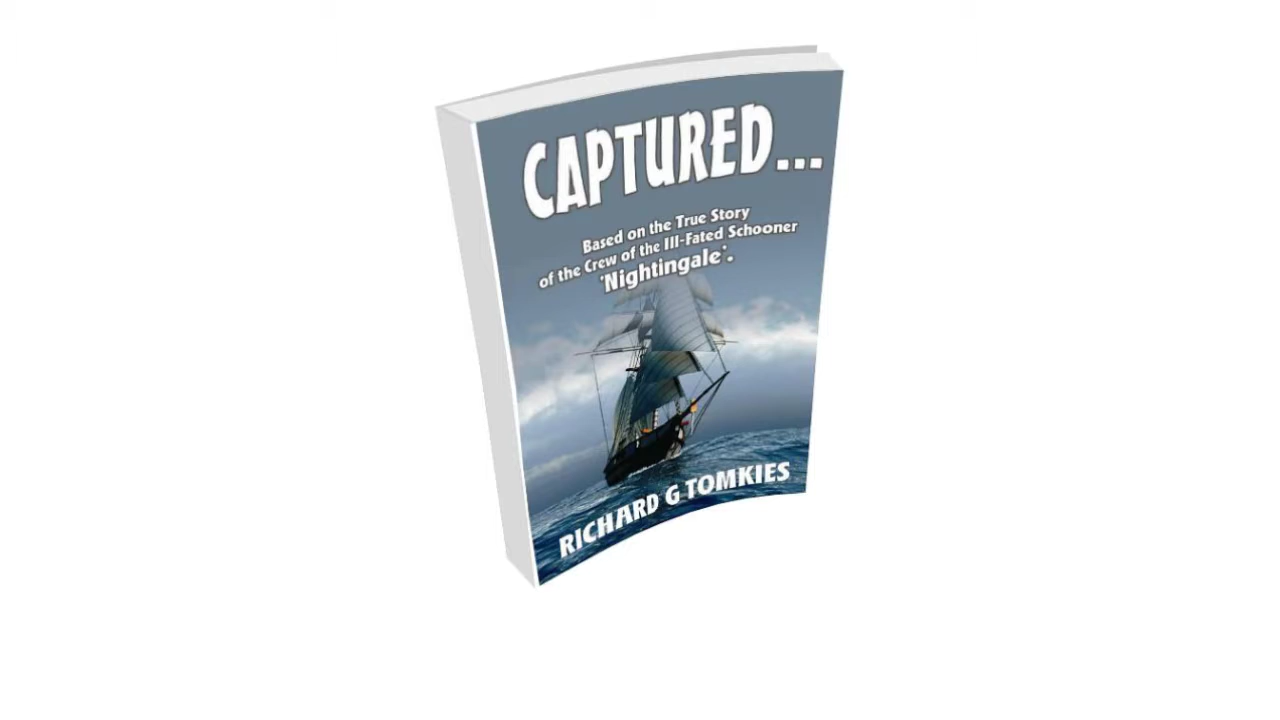 CAPTURED...
Based on the True Story
of the Crew of the Ill-Fated Schooner
'Nightingale'.
RICHARD G TOMKIES